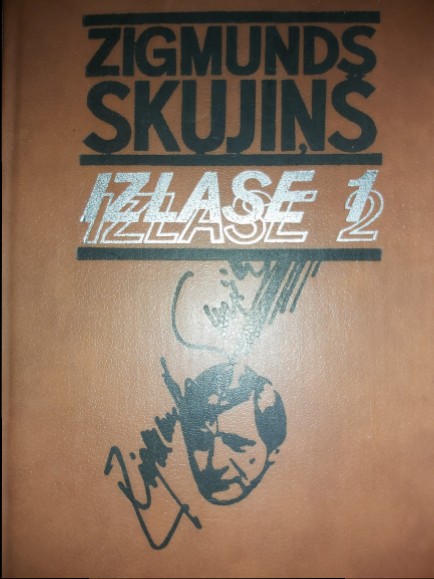 ZIGMUNDS
SKUJIŅŠ
IZLASE 1
IZLASE 2